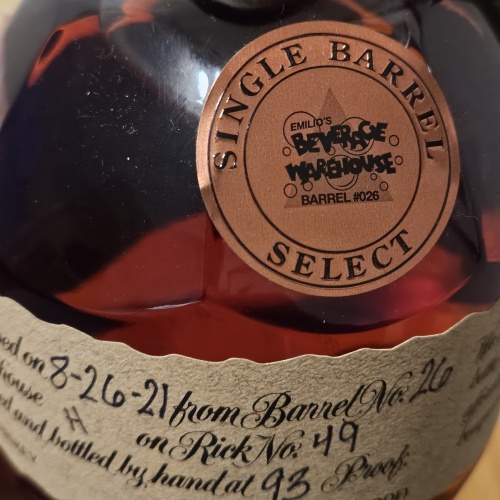 SINGLE BARREL
EMILIO'S
BEVERAGE
WAREHOUSE
BARREL #026
SELECT
on 8-26-21 from Barrel No: 26
H on Rick No: 49
and bottled by hand at 93 Proof: